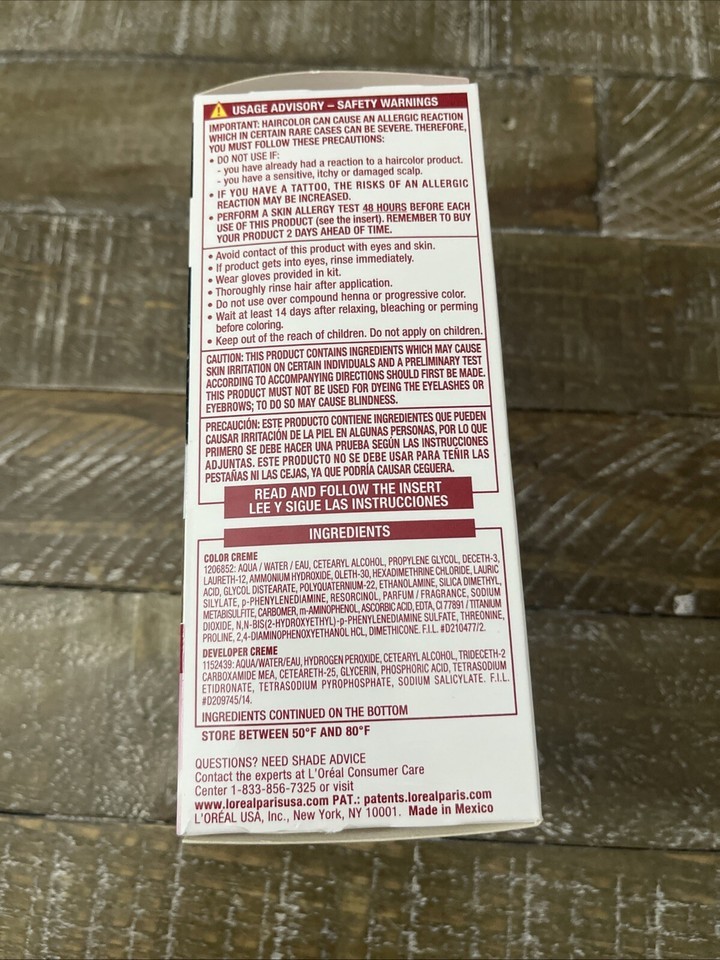 USAGE ADVISORY – SAFETY WARNINGS
IMPORTANT: HAIRCOLOR CAN CAUSE AN ALLERGIC REACTION
WHICH IN CERTAIN RARE CASES CAN BE SEVERE. THEREFORE,
YOU MUST FOLLOW THESE PRECAUTIONS:
• DO NOT USE IF:
- you have already had a reaction to a haircolor product.
- you have a sensitive, itchy or damaged scalp.
• IF YOU HAVE A TATTOO, THE RISKS OF AN ALLERGIC
REACTION MAY BE INCREASED.
• PERFORM A SKIN ALLERGY TEST 48 HOURS BEFORE EACH
USE OF THIS PRODUCT (see the insert). REMEMBER TO BUY
YOUR PRODUCT 2 DAYS AHEAD OF TIME.
• Avoid contact of this product with eyes and skin.
• If product gets into eyes, rinse immediately.
• Wear gloves provided in kit.
• Thoroughly rinse hair after application.
• Do not use over compound henna or progressive color.
• Wait at least 14 days after relaxing, bleaching or perming
before coloring.
• Keep out of the reach of children. Do not apply on children.
CAUTION: THIS PRODUCT CONTAINS INGREDIENTS WHICH MAY CAUSE
SKIN IRRITATION ON CERTAIN INDIVIDUALS AND A PRELIMINARY TEST
ACCORDING TO ACCOMPANYING DIRECTIONS SHOULD FIRST BE MADE.
THIS PRODUCT MUST NOT BE USED FOR DYEING THE EYELASHES OR
EYEBROWS; TO DO SO MAY CAUSE BLINDNESS.
PRECAUCIÓN: ESTE PRODUCTO CONTIENE INGREDIENTES QUE PUEDEN
CAUSAR IRRITACIÓN DE LA PIEL EN ALGUNAS PERSONAS, POR LO QUE
PRIMERO SE DEBE HACER UNA PRUEBA SEGÚN LAS INSTRUCCIONES
ADJUNTAS. ESTE PRODUCTO NO SE DEBE USAR PARA TEÑIR LAS
PESTAÑAS NI LAS CEJAS, YA QUE PODRÍA CAUSAR CEGUERA.
READ AND FOLLOW THE INSERT
LEE Y SIGUE LAS INSTRUCCIONES
INGREDIENTS
COLOR CREME
1206852: AQUA / WATER / EAU, CETEARYL ALCOHOL, PROPYLENE GLYCOL, DECETH-3,
LAURETH-12, AMMONIUM HYDROXIDE, OLETH-30, HEXADIMETHRINE CHLORIDE, LAURIC
ACID, GLYCOL DISTEARATE, POLYQUATERNIUM-22, ETHANOLAMINE, SILICA DIMETHYL,
SILYLATE, p-PHENYLENEDIAMINE, RESORCINOL, PARFUM / FRAGRANCE, SODIUM
METABISULFITE, CARBOMER, m-AMINOPHENOL, ASCORBIC ACID, EDTA, CI 77891 / TITANIUM
DIOXIDE, N,N-BIS(2-HYDROXYETHYL)-p-PHENYLENEDIAMINE SULFATE, THREONINE,
PROLINE, 2,4-DIAMINOPHENOXYETHANOL HCL, DIMETHICONE. F.I.L. #D210477/2.
DEVELOPER CREME
1152439: AQUA/WATER/EAU, HYDROGEN PEROXIDE, CETEARYL ALCOHOL, TRIDECETH-2
CARBOXAMIDE MEA, CETEARETH-25, GLYCERIN, PHOSPHORIC ACID, TETRASODIUM
ETIDRONATE, TETRASODIUM PYROPHOSPHATE, SODIUM SALICYLATE. F.I.L.
#D209745/14.
INGREDIENTS CONTINUED ON THE BOTTOM
STORE BETWEEN 50°F AND 80°F
QUESTIONS? NEED SHADE ADVICE
Contact the experts at L'Oréal Consumer Care
Center 1-833-856-7325 or visit
www.lorealparisusa.com PAT.: patents.lorealparis.com
L'ORÉAL USA, Inc., New York, NY 10001. Made in Mexico